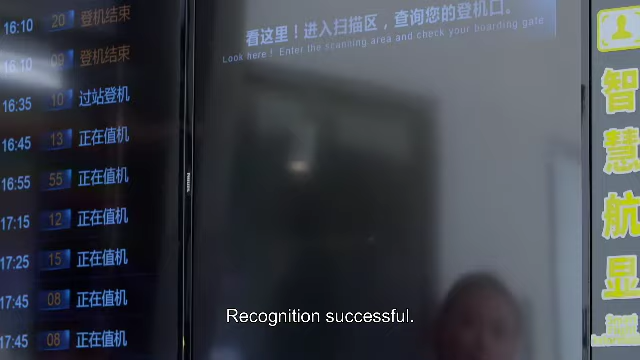 16:10 20 登机结束
16:10 09 登机结束
16:35 10 过站登机
16:45 13 正在值机
16:55 55 正在值机
17:15 12 正在值机
17:25 15 正在值机
17:45 08 正在值机
17:45 08 正在值机
看这里！进入扫描区，查询您的登机口。
Look here！Enter the scanning area and check your boarding gate
智慧航显
Recognition successful.